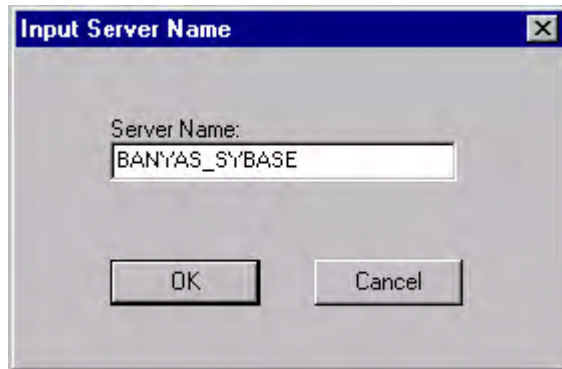 Input Server Name
Server Name:
BANYAS_SYBASE
OK
Cancel